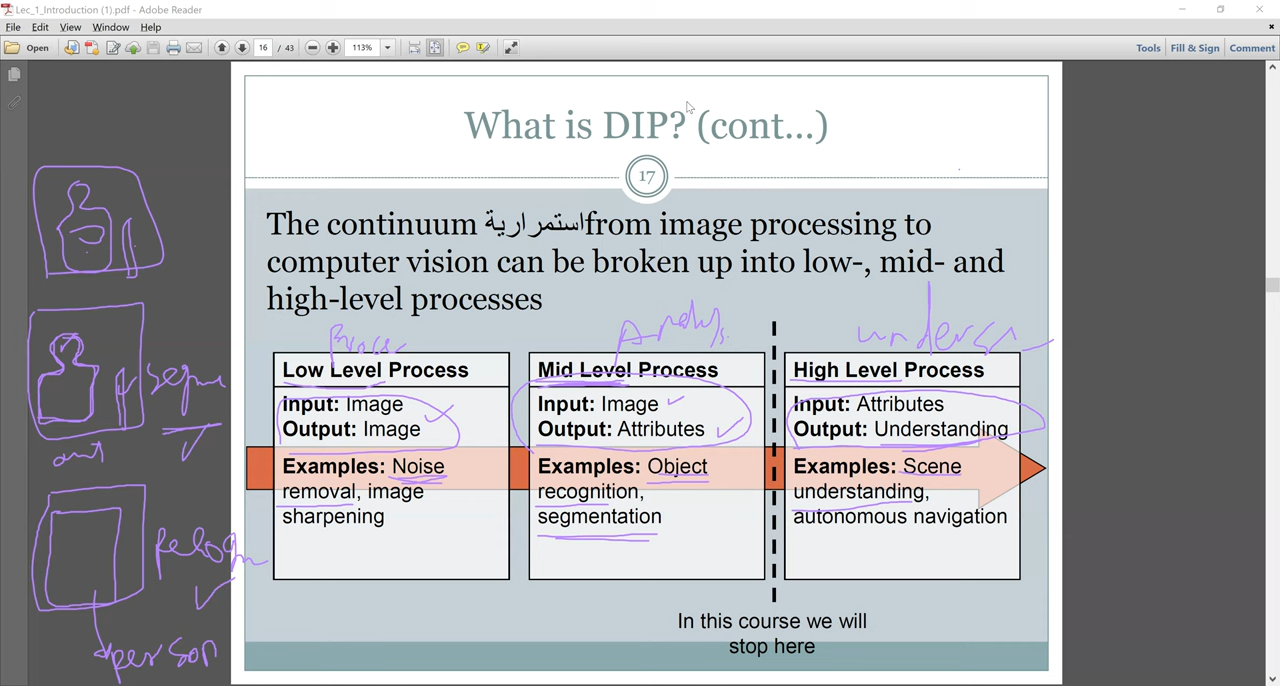 Lec_1_Introduction (1).pdf - Adobe Reader
File Edit View Window Help
Open 16 / 43 113% Tools Fill & Sign Comment
What is DIP? (cont…)
17
The continuum استمراريةfrom image processing to
computer vision can be broken up into low-, mid- and
high-level processes
Low Level Process
Input: Image
Output: Image
Examples: Noise
removal, image
sharpening
Mid Level Process
Input: Image
Output: Attributes
Examples: Object
recognition,
segmentation
High Level Process
Input: Attributes
Output: Understanding
Examples: Scene
understanding,
autonomous navigation
In this course we will
stop here
person